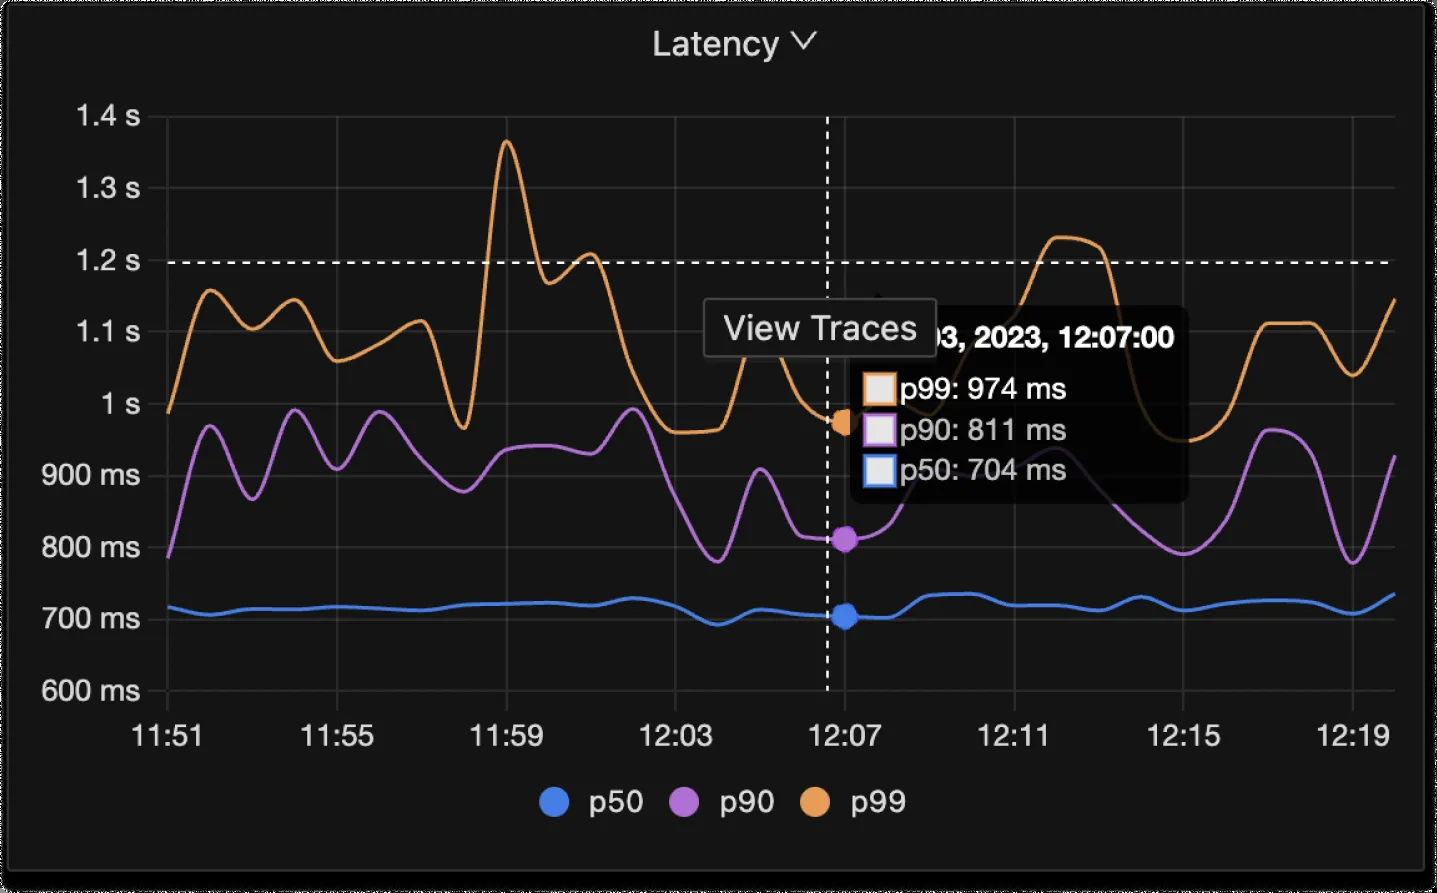 Latency
1.4 s
1.3 s
1.2 s
1.1 s
1 s
900 ms
800 ms
700 ms
600 ms
View Traces
03, 2023, 12:07:00
p99: 974 ms
p90: 811 ms
p50: 704 ms
11:51 11:55 11:59 12:03 12:07 12:11 12:15 12:19
p50 p90 p99